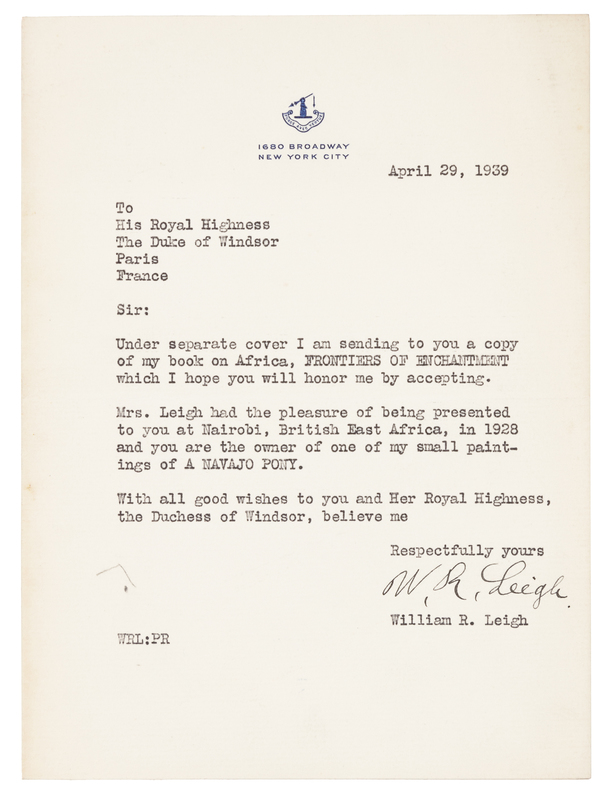 1680 BROADWAY
NEW YORK CITY
April 29, 1939
To
His Royal Highness
The Duke of Windsor
Paris
France
Sir:
Under separate cover I am sending to you a copy
of my book on Africa, FRONTIERS OF ENCHANTMENT
which I hope you will honor me by accepting.
Mrs. Leigh had the pleasure of being presented
to you at Nairobi, British East Africa, in 1928
and you are the owner of one of my small paint-
ings of A NAVAJO PONY.
With all good wishes to you and Her Royal Highness,
the Duchess of Windsor, believe me
Respectfully yours
W. R. Leigh.
William R. Leigh
WRL:PR